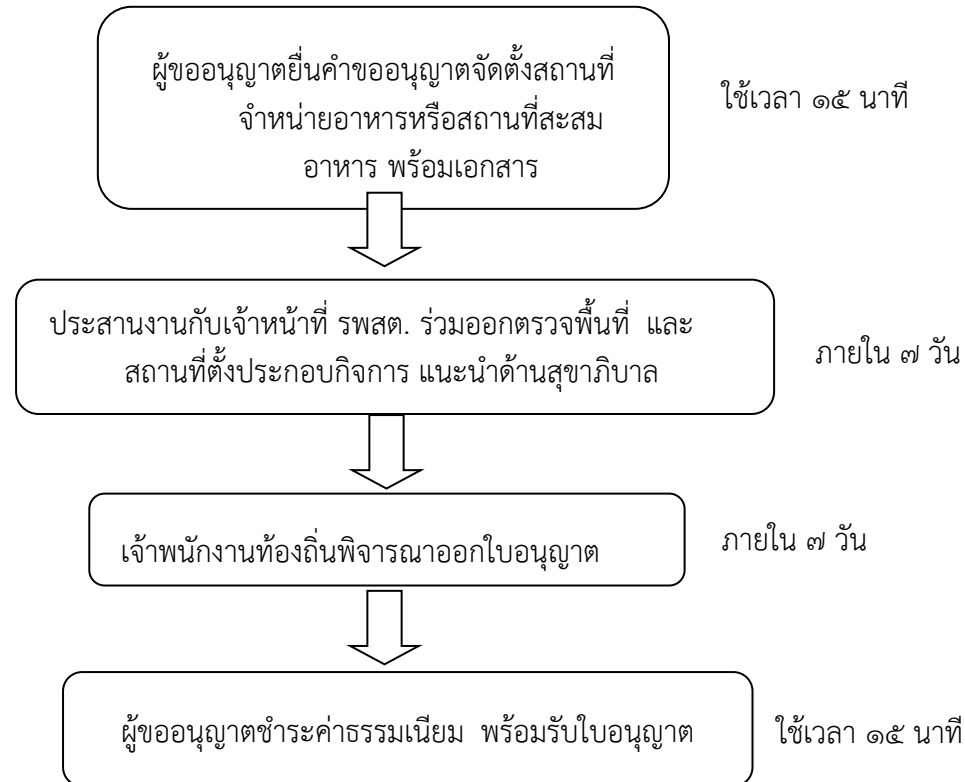 ผู้ขออนุญาตยื่นคำขออนุญาตจัดตั้งสถานที่
จำหน่ายอาหารหรือสถานที่สะสม
อาหาร พร้อมเอกสาร
ใช้เวลา ๑๕ นาที
ประสานงานกับเจ้าหน้าที่ รพสต. ร่วมออกตรวจพื้นที่ และ
สถานที่ตั้งประกอบกิจการ แนะนำด้านสุขาภิบาล
ภายใน ๗ วัน
เจ้าพนักงานท้องถิ่นพิจารณาออกใบอนุญาต
ภายใน ๗ วัน
ผู้ขออนุญาตชำระค่าธรรมเนียม พร้อมรับใบอนุญาต
ใช้เวลา ๑๕ นาที